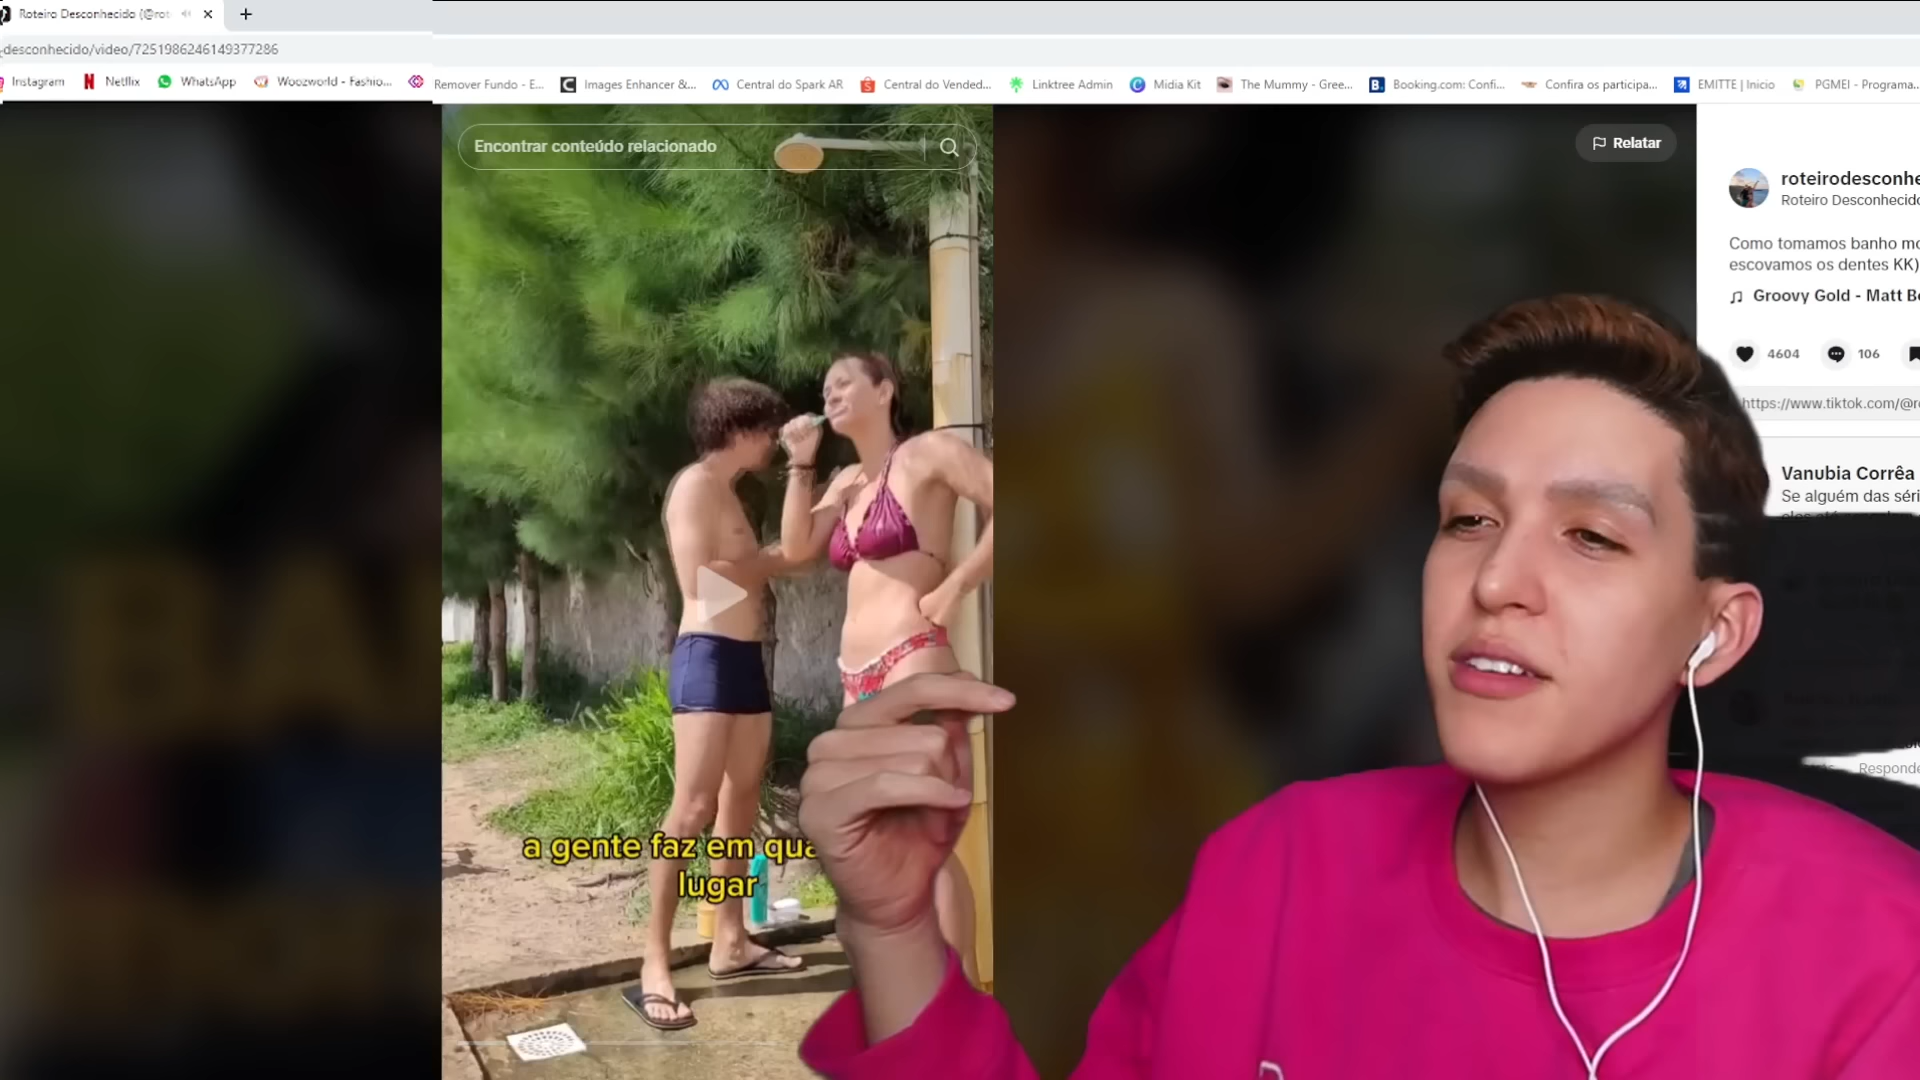 Roteiro Desconhecido (@rot
desconhecido/video/7251986246149377286
Instagram
Netflix
WhatsApp
Woozworld - Fashio...
Remover Fundo - E...
Images Enhancer &...
Central do Spark AR
Central do Vended...
Linktree Admin
Midia Kit
The Mummy - Gree...
Booking.com: Confi...
Confira os participa...
EMITTE | Inicio
PGMEI - Programa...
Encontrar conteúdo relacionado
Relatar
roteirodesconhe
Roteiro Desconhecido
Como tomamos banho mo
escovamos os dentes KK)
Groovy Gold - Matt Be
4604
106
https://www.tiktok.com/@ro
Vanubia Corrêa
Se alguém das séri
a gente faz em qua
lugar
Responde